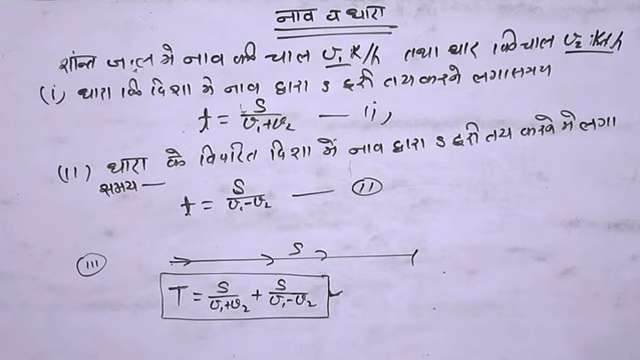 नाव व धारा
शांत जल मे नाव की चाल v₁ K/h तथा धार कि चाल v₂ Km/h
(i) धारा कि दिशा मे नाव द्वारा S दूरी तय करने लगा समय
t = S/(v₁+v₂) — (i)
(II) धारा के विपरित दिशा में नाव द्वारा S दूरी तय करने मे लगा
समय —
t = S/(v₁-v₂) — (II)
(III) S
T = S/(v₁+v₂) + S/(v₁-v₂)